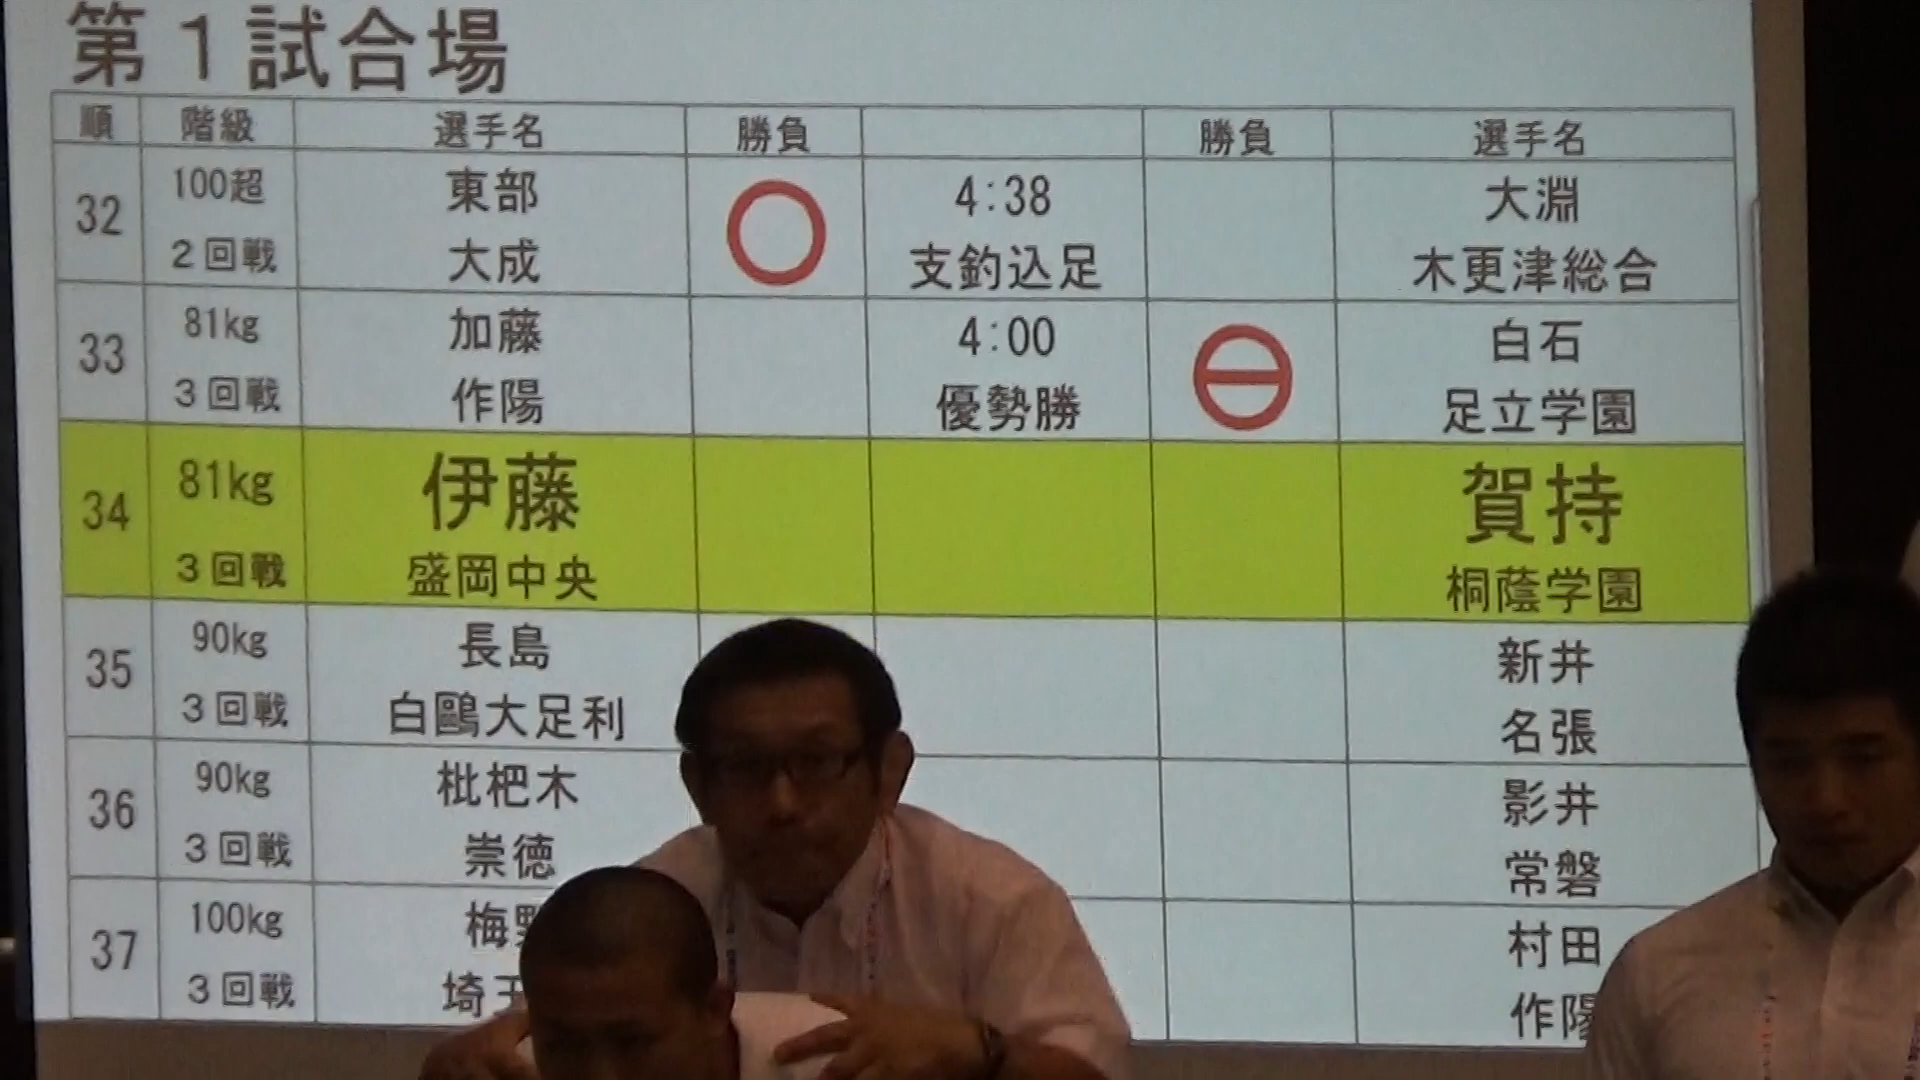 第1試合場
順 階級 選手名 勝負 勝負 選手名
32 100超 東部 4:38 大淵
2回戦 大成 支釣込足 木更津総合
33 81kg 加藤 4:00 白石
3回戦 作陽 優勢勝 足立学園
34 81kg 伊藤 賀持
3回戦 盛岡中央 桐蔭学園
35 90kg 長島 新井
3回戦 白鷗大足利 名張
36 90kg 枇杷木 影井
3回戦 崇徳 常磐
37 100kg 梅 村田
3回戦 埼 作陽